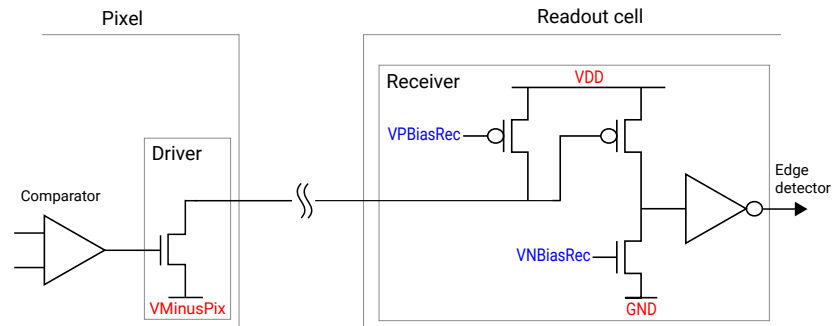 Pixel
Readout cell
Receiver
VDD
VPBiasRec
Driver
Comparator
Edge
detector
VNBiasRec
VMinusPix
GND